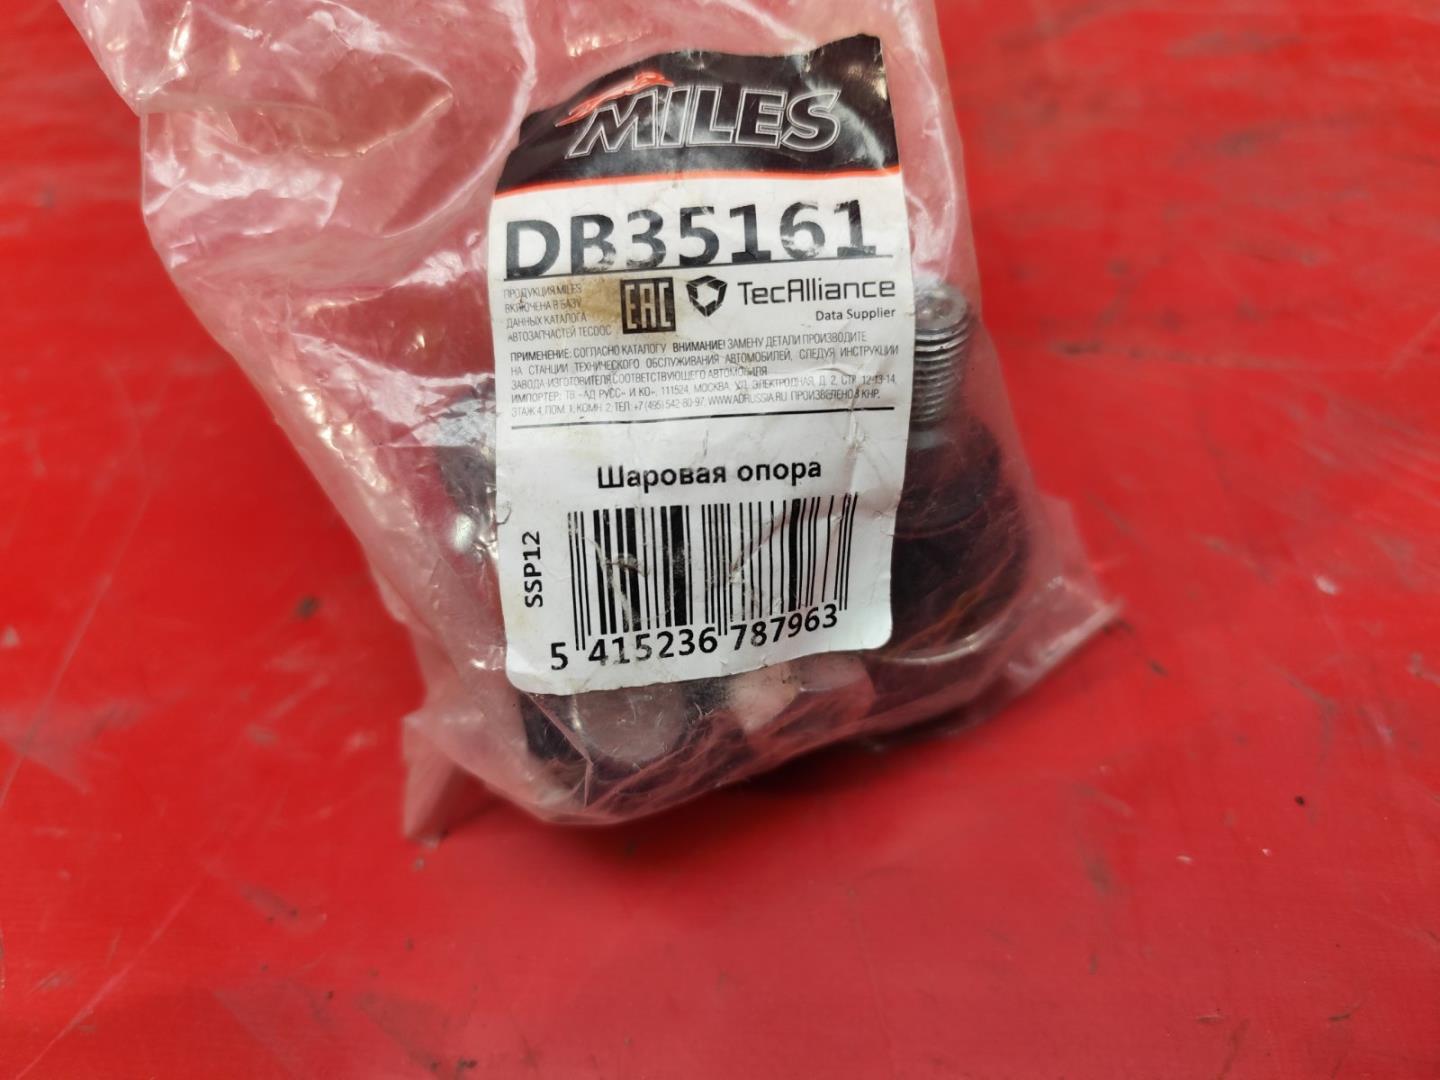 MILES
DB35161
ПРОДУКЦИЯ MILES
ВКЛЮЧЕНА В БАЗУ
ДАННЫХ КАТАЛОГА
АВТОЗАПЧАСТЕЙ TECDOC
EAC
TecAlliance
Data Supplier
ПРИМЕНЕНИЕ: СОГЛАСНО КАТАЛОГУ ВНИМАНИЕ! ЗАМЕНУ ДЕТАЛИ ПРОИЗВОДИТЕ
НА СТАНЦИИ ТЕХНИЧЕСКОГО ОБСЛУЖИВАНИЯ АВТОМОБИЛЕЙ, СЛЕДУЯ ИНСТРУКЦИИ
ЗАВОДА ИЗГОТОВИТЕЛЯ СООТВЕТСТВУЮЩЕГО АВТОМОБИЛЯ
ИМПОРТЕР: ТВ «АД РУСС» И КО», 111524, МОСКВА, УЛ. ЭЛЕКТРОДНАЯ, Д. 2, СТР. 12-13-14,
ЭТАЖ 4, ПОМ. 1, КОМН. 2; ТЕЛ. +7 (495) 542-80-97, WWW.ADRUSSIA.RU ПРОИЗВЕДЕНО В КНР.
Шаровая опора
SSP12
5 415236 787963